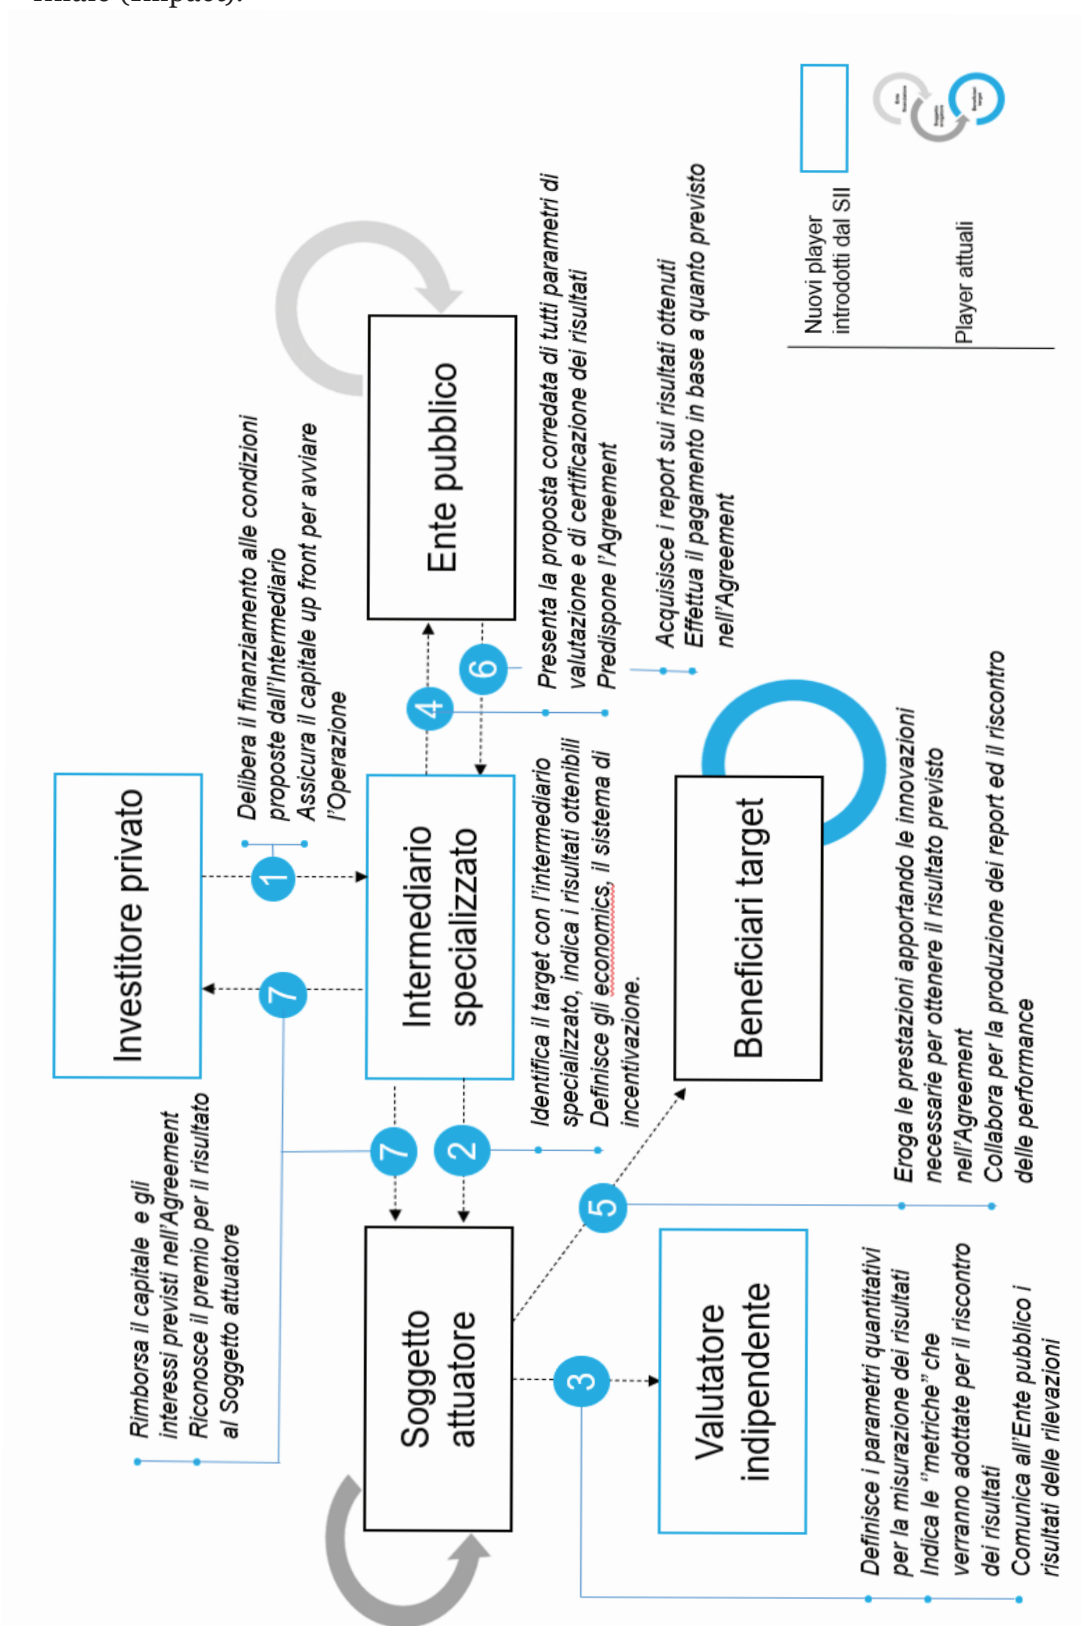 finale (impact).
Rimborsa il capitale e gli
interessi previsti nell'Agreement
Riconosce il premio per il risultato
al Soggetto attuatore
Investitore privato
Delibera il finanziamento alle condizioni
proposte dall'Intermediario
Assicura il capitale up front per avviare
l'Operazione
7
1
Soggetto
attuatore
7
2
Intermediario
specializzato
4
6
Ente pubblico
Identifica il target con l'intermediario
specializzato, indica i risultati ottenibili
Definisce gli economics, il sistema di
incentivazione.
Presenta la proposta corredata di tutti parametri di
valutazione e di certificazione dei risultati
Predispone l'Agreement
Acquisisce i report sui risultati ottenuti
Effettua il pagamento in base a quanto previsto
nell'Agreement
3
5
Valutatore
indipendente
Beneficiari target
Definisce i parametri quantitativi
per la misurazione dei risultati
Indica le "metriche" che
verranno adottate per il riscontro
dei risultati
Comunica all'Ente pubblico i
risultati delle rilevazioni
Eroga le prestazioni apportando le innovazioni
necessarie per ottenere il risultato previsto
nell'Agreement
Collabora per la produzione dei report ed il riscontro
delle performance
Nuovi player
introdotti dal SII
Player attuali